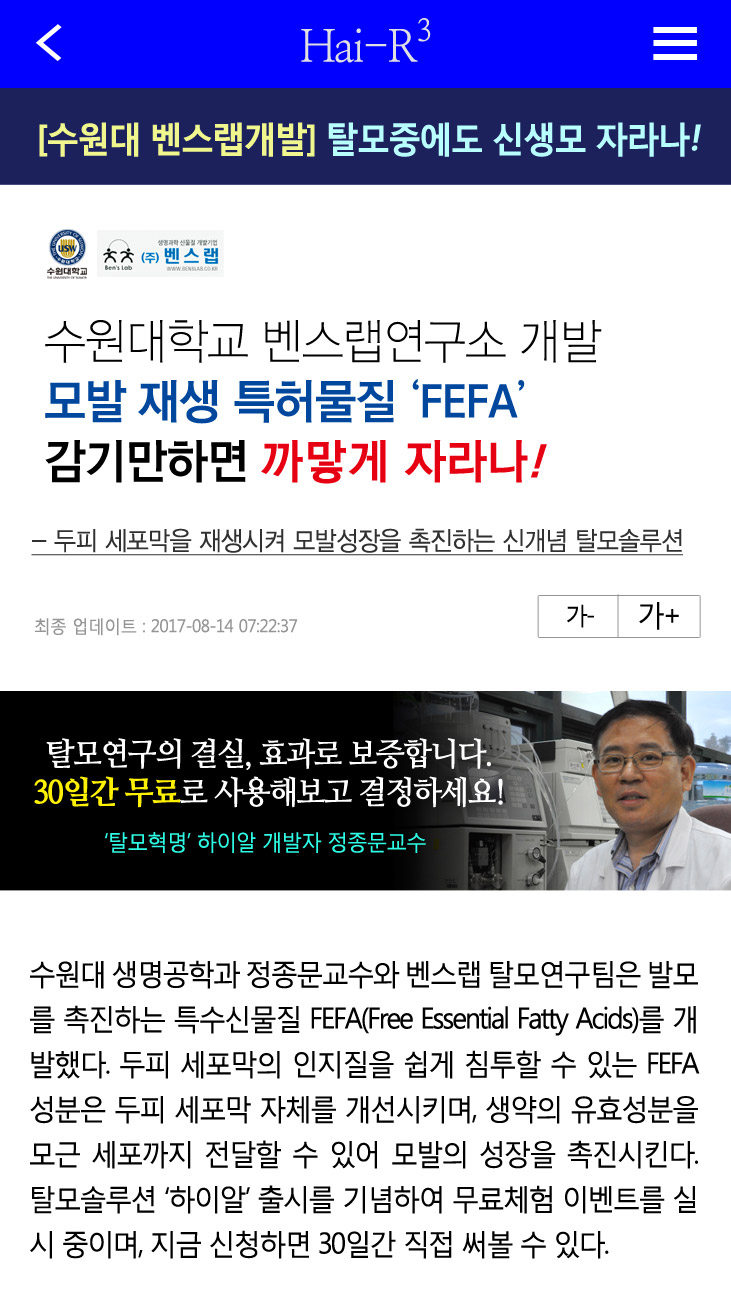 Hai-R³
[수원대 벤스랩개발] 탈모중에도 신생모 자라나!
USW
수원대학교
THE UNIVERSITY OF SUWON
생명과학 신물질 개발기업
(주) 벤스랩
Ben's Lab
WWW.BENSLAB.CO.KR
수원대학교 벤스랩연구소 개발
모발 재생 특허물질 ‘FEFA’
감기만하면 까맣게 자라나!
– 두피 세포막을 재생시켜 모발성장을 촉진하는 신개념 탈모솔루션
최종 업데이트 : 2017-08-14 07:22:37
가- 가+
탈모연구의 결실, 효과로 보증합니다.
30일간 무료로 사용해보고 결정하세요!
‘탈모혁명’ 하이알 개발자 정종문교수
수원대 생명공학과 정종문교수와 벤스랩 탈모연구팀은 발모
를 촉진하는 특수신물질 FEFA(Free Essential Fatty Acids)를 개
발했다. 두피 세포막의 인지질을 쉽게 침투할 수 있는 FEFA
성분은 두피 세포막 자체를 개선시키며, 생약의 유효성분을
모근 세포까지 전달할 수 있어 모발의 성장을 촉진시킨다.
탈모솔루션 ‘하이알’ 출시를 기념하여 무료체험 이벤트를 실
시 중이며, 지금 신청하면 30일간 직접 써볼 수 있다.